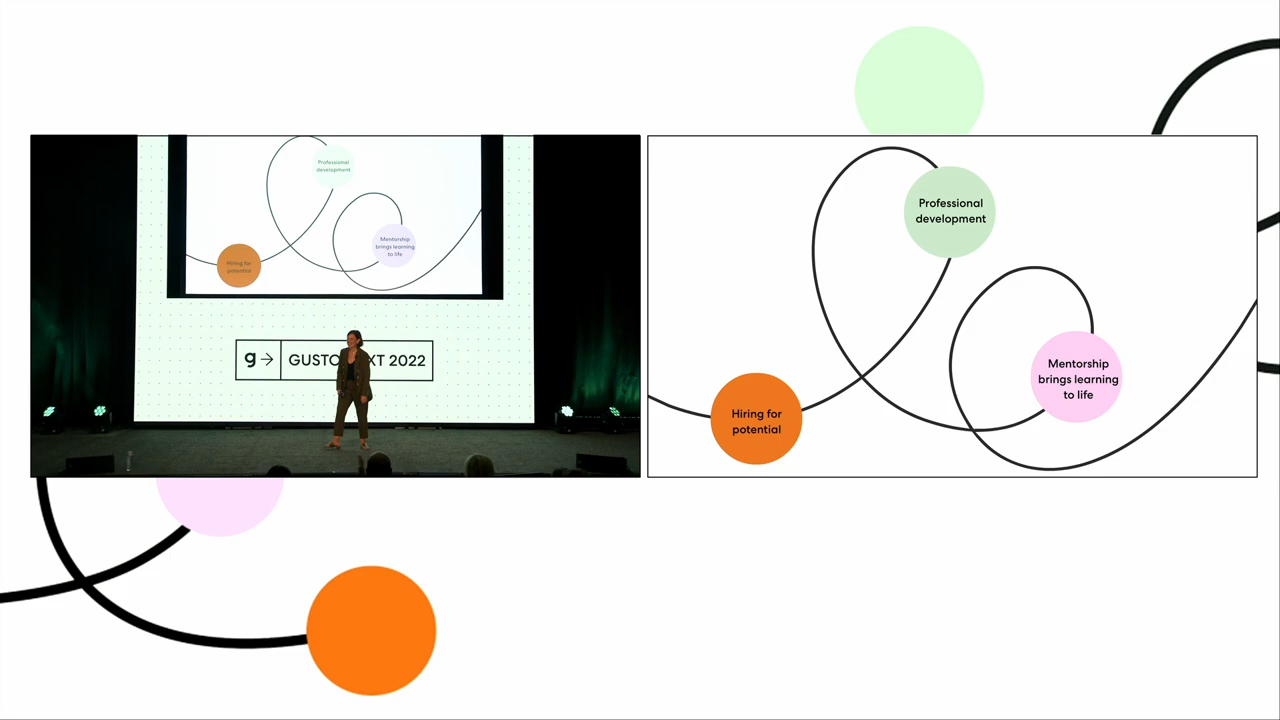 Professional
development
Mentorship
brings learning
to life
Hiring for
potential
g→
GUSTO
XT 2022
Professional
development
Mentorship
brings learning
to life
Hiring for
potential